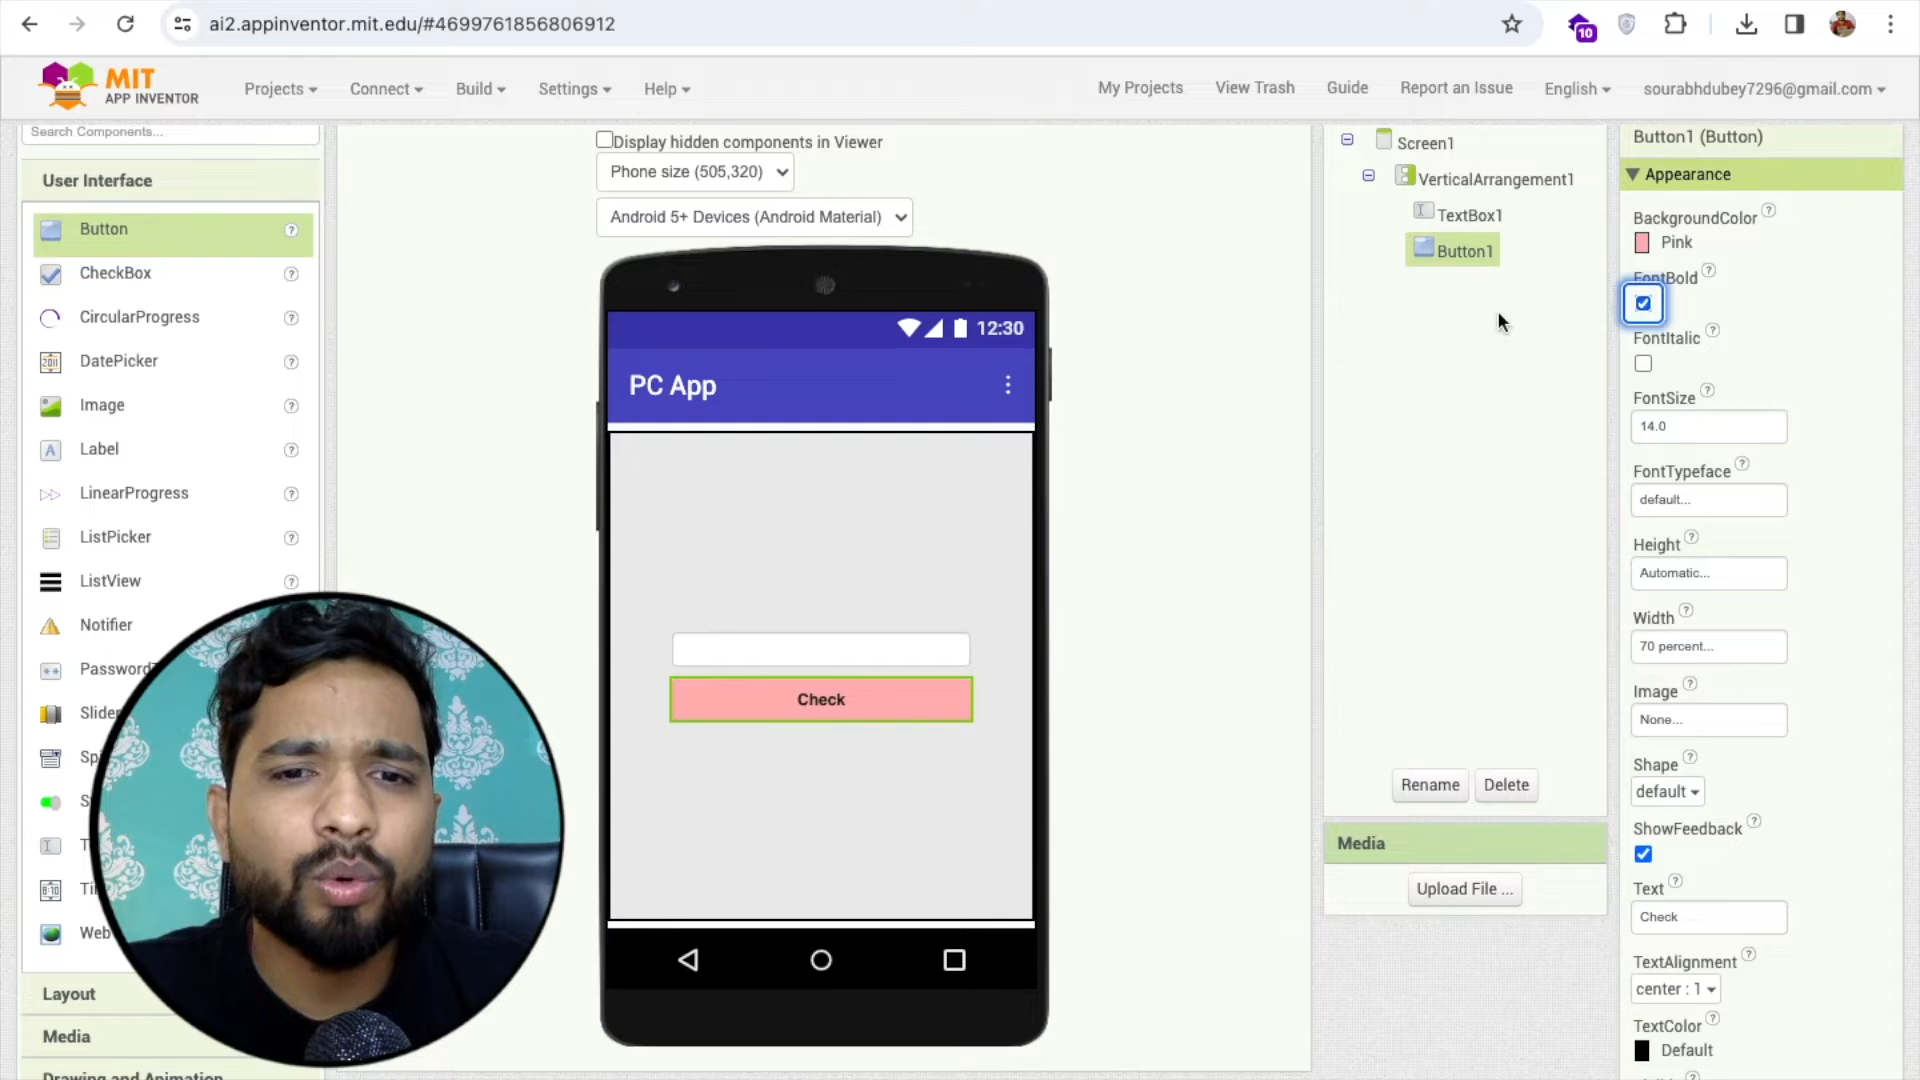 ai2.appinventor.mit.edu/#4699761856806912
10
MIT
APP INVENTOR
Projects
Connect
Build
Settings
Help
My Projects
View Trash
Guide
Report an Issue
English
sourabhdubey7296@gmail.com
Search Components...
User Interface
Button
CheckBox
CircularProgress
DatePicker
Image
Label
LinearProgress
ListPicker
ListView
Notifier
Password
Slider
Sp
S
T
Ti
Web
Layout
Media
Drawing and Animation
Display hidden components in Viewer
Phone size (505,320)
Android 5+ Devices (Android Material)
12:30
PC App
Check
Screen1
VerticalArrangement1
TextBox1
Button1
Rename
Delete
Media
Upload File ...
Button1 (Button)
Appearance
BackgroundColor
Pink
FontBold
FontItalic
FontSize
14.0
FontTypeface
default...
Height
Automatic...
Width
70 percent...
Image
None...
Shape
default
ShowFeedback
Text
Check
TextAlignment
center : 1
TextColor
Default